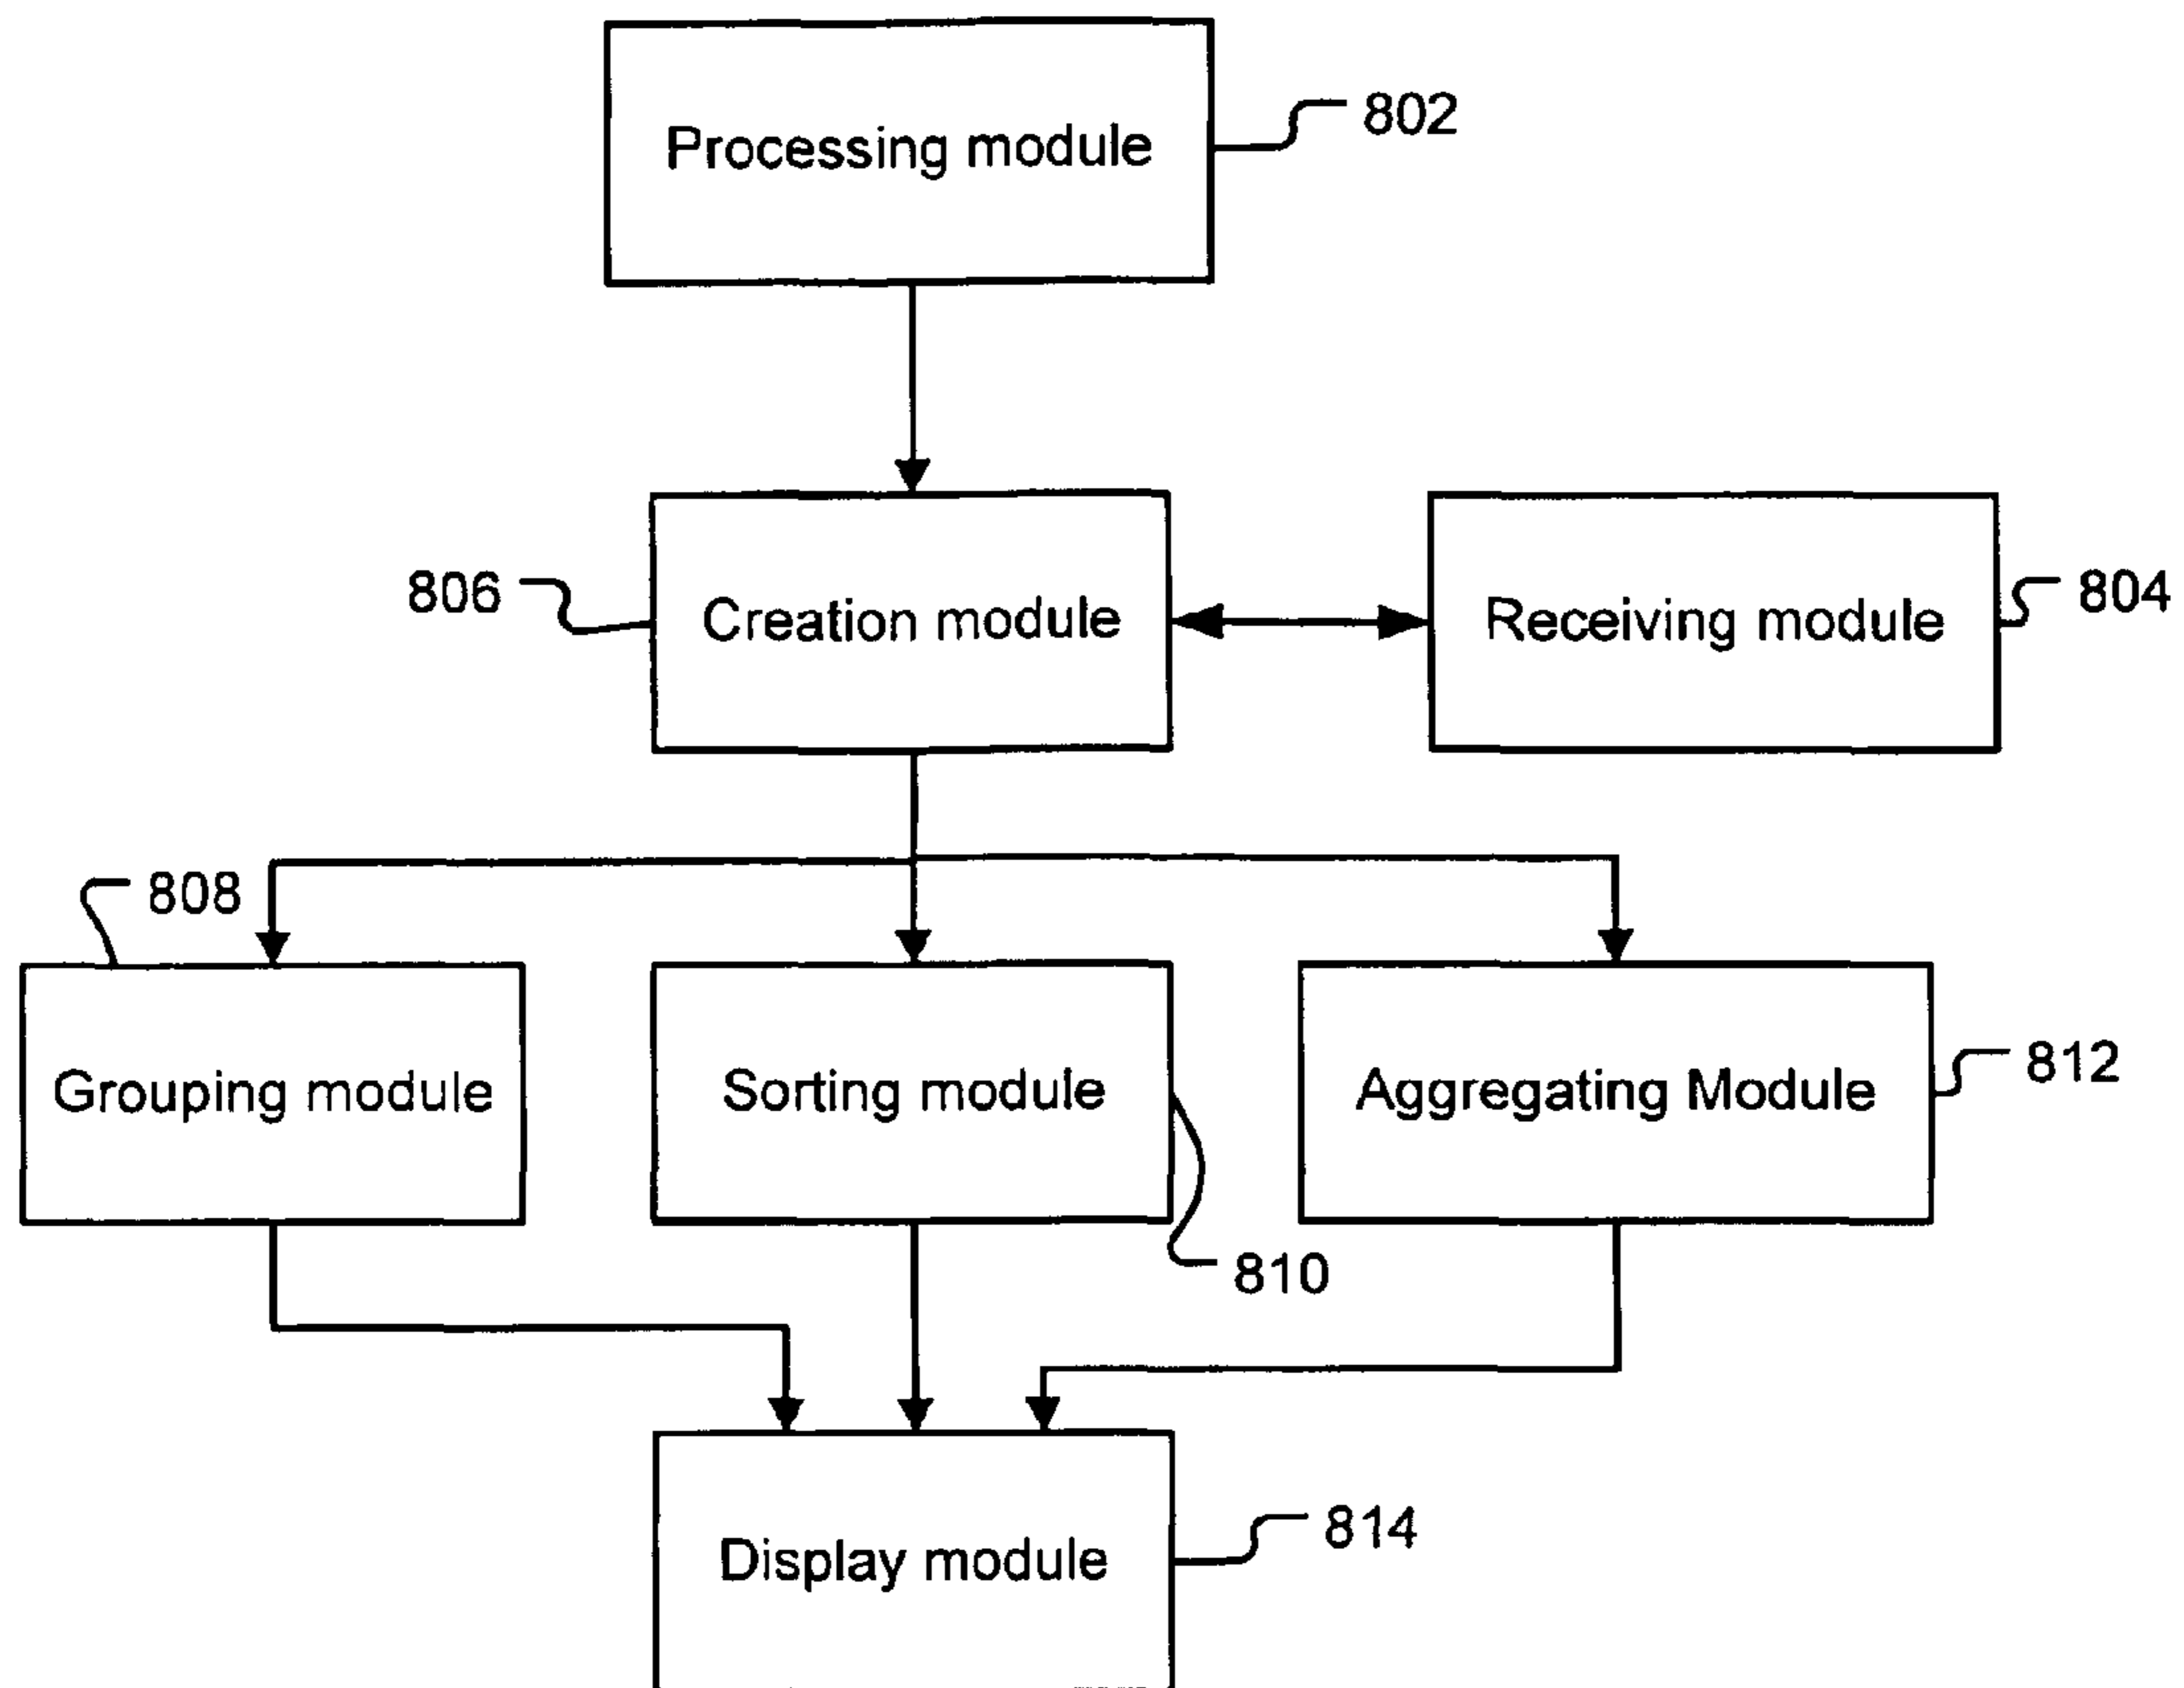 Processing module
802
806
Creation module
Receiving module
804
808
Grouping module
Sorting module
Aggregating Module
812
810
Display module
814